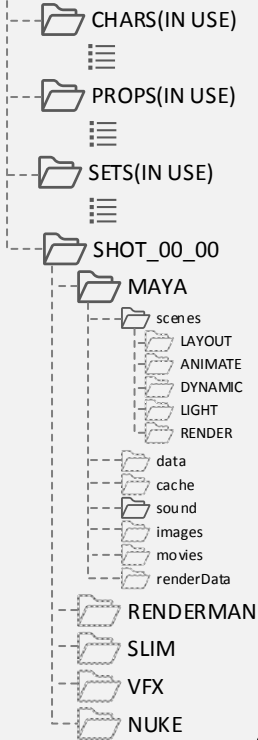 CHARS(IN USE)
PROPS(IN USE)
SETS(IN USE)
SHOT_00_00
MAYA
scenes
LAYOUT
ANIMATE
DYNAMIC
LIGHT
RENDER
data
cache
sound
images
movies
renderData
RENDERMAN
SLIM
VFX
NUKE